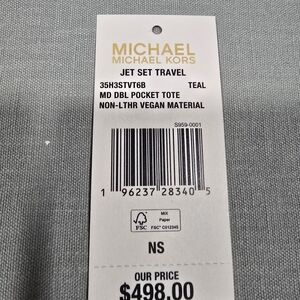 MICHAEL
MICHAEL KORS
JET SET TRAVEL
35H3STVT6B TEAL
MD DBL POCKET TOTE
NON-LTHR VEGAN MATERIAL
S959-0001
1 96237 28340 5
FSC
MIX
Paper
FSC® C012345
NS
OUR PRICE
$498.00